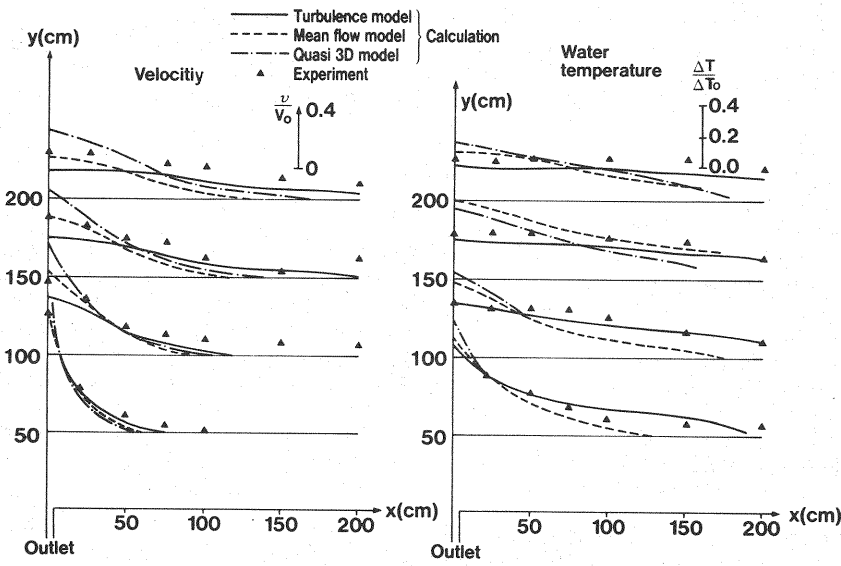 Turbulence model
Mean flow model
Quasi 3D model
Calculation
Experiment
y(cm)
Velocitiy
υ/Vo
0.4
0
200
150
100
50
50
100
150
200
x(cm)
Outlet
Water
temperature
y(cm)
ΔT/ΔTo
0.4
0.2
0.0
200
150
100
50
50
100
150
200
x(cm)
Outlet